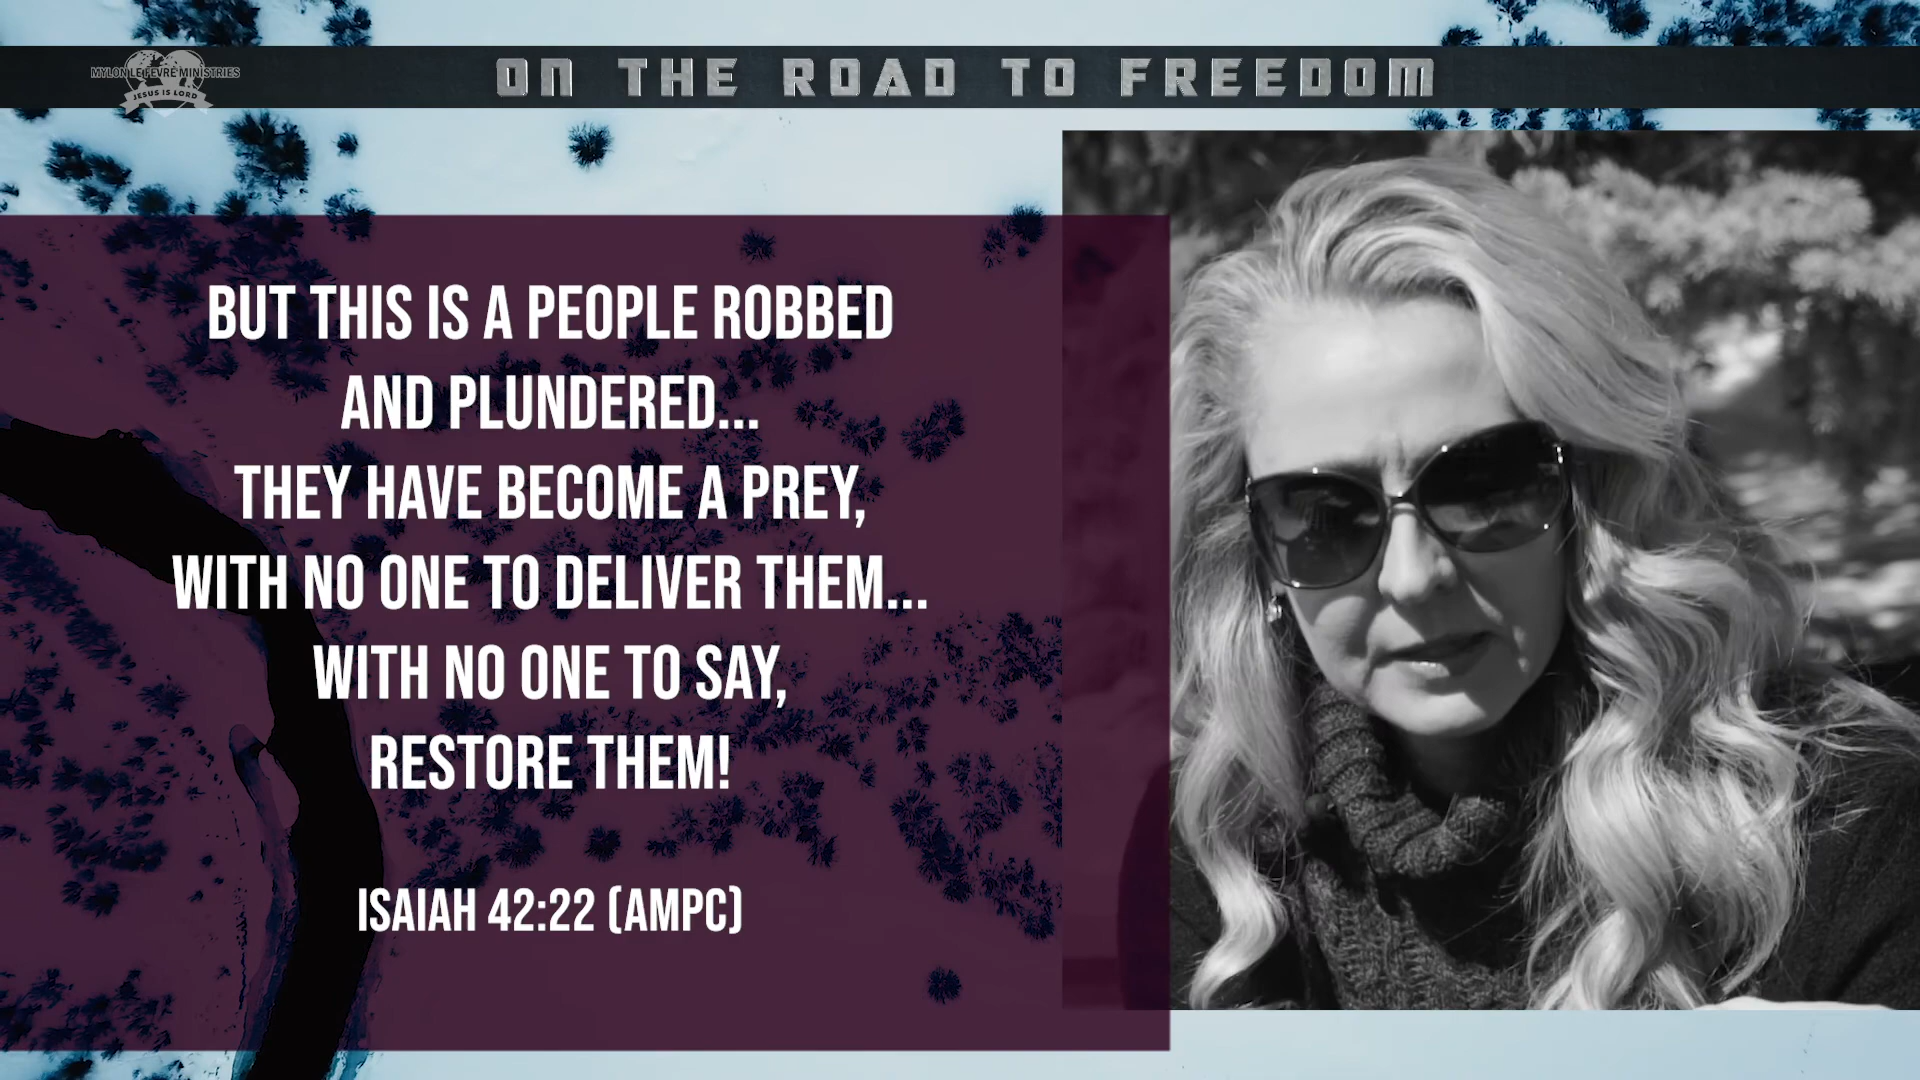 MYLON LE FEVRE MINISTRIES
JESUS IS LORD
ON THE ROAD TO FREEDOM
BUT THIS IS A PEOPLE ROBBED
AND PLUNDERED...
THEY HAVE BECOME A PREY,
WITH NO ONE TO DELIVER THEM...
WITH NO ONE TO SAY,
RESTORE THEM!
ISAIAH 42:22 (AMPC)